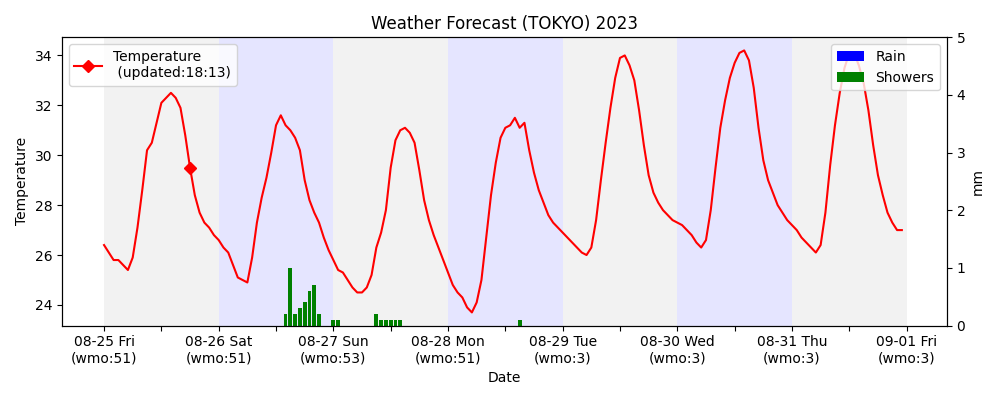 Weather Forecast (TOKYO) 2023
Temperature
(updated:18:13)
Rain
Showers
34
32
30
28
26
24
Temperature
5
4
3
2
1
0
mm
08-25 Fri
(wmo:51)
08-26 Sat
(wmo:51)
08-27 Sun
(wmo:53)
08-28 Mon
(wmo:51)
08-29 Tue
(wmo:3)
08-30 Wed
(wmo:3)
08-31 Thu
(wmo:3)
09-01 Fri
(wmo:3)
Date